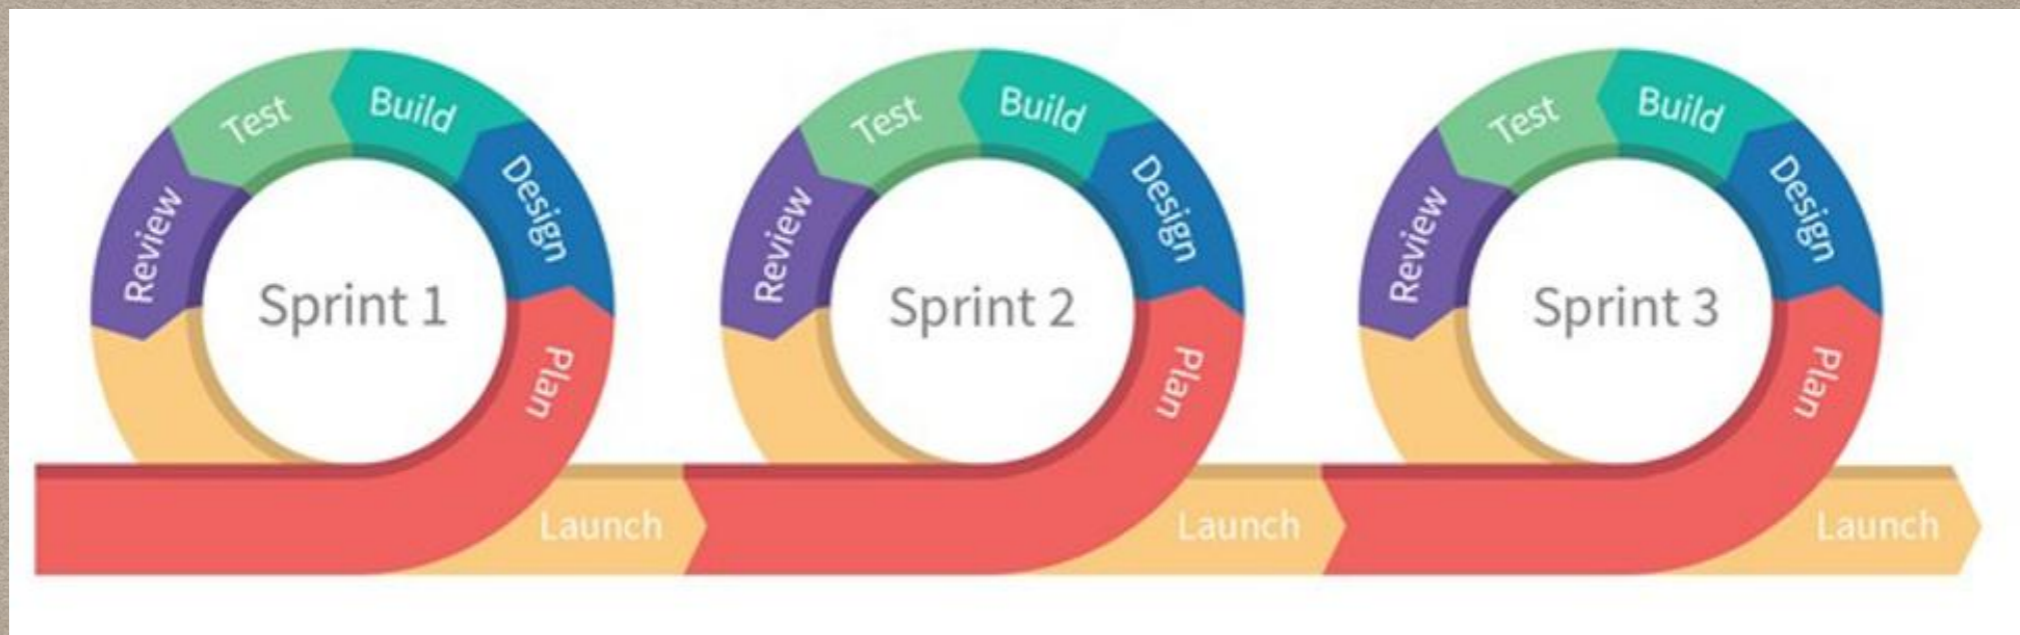 Test
Build
Design
Review
Sprint 1
Plan
Launch
Test
Build
Design
Review
Sprint 2
Plan
Launch
Test
Build
Design
Review
Sprint 3
Plan
Launch